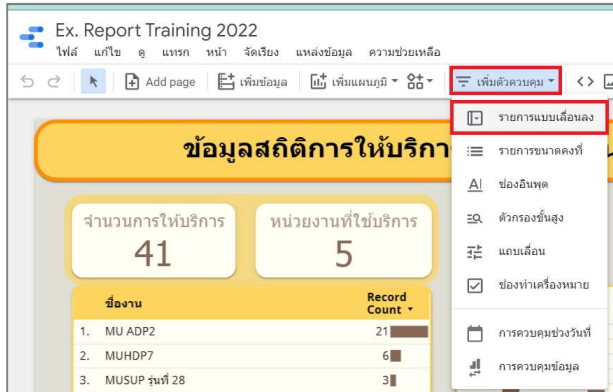 Ex. Report Training 2022
ไฟล์ แก้ไข ดู แทรก หน้า จัดเรียง แหล่งข้อมูล ความช่วยเหลือ
Add page เพิ่มข้อมูล เพิ่มแผนภูมิ เพิ่มตัวควบคุม
รายการแบบเลื่อนลง
รายการขนาดคงที่
ช่องอินพุต
ตัวกรองขั้นสูง
แถบเลื่อน
ช่องทำเครื่องหมาย
การควบคุมช่วงวันที่
การควบคุมข้อมูล
ข้อมูลสถิติการให้บริกา
จำนวนการให้บริการ
41
หน่วยงานที่ใช้บริการ
5
ชื่องาน Record Count
1. MU ADP2 21
2. MUHDP7 6
3. MUSUP รุ่นที่ 28 3